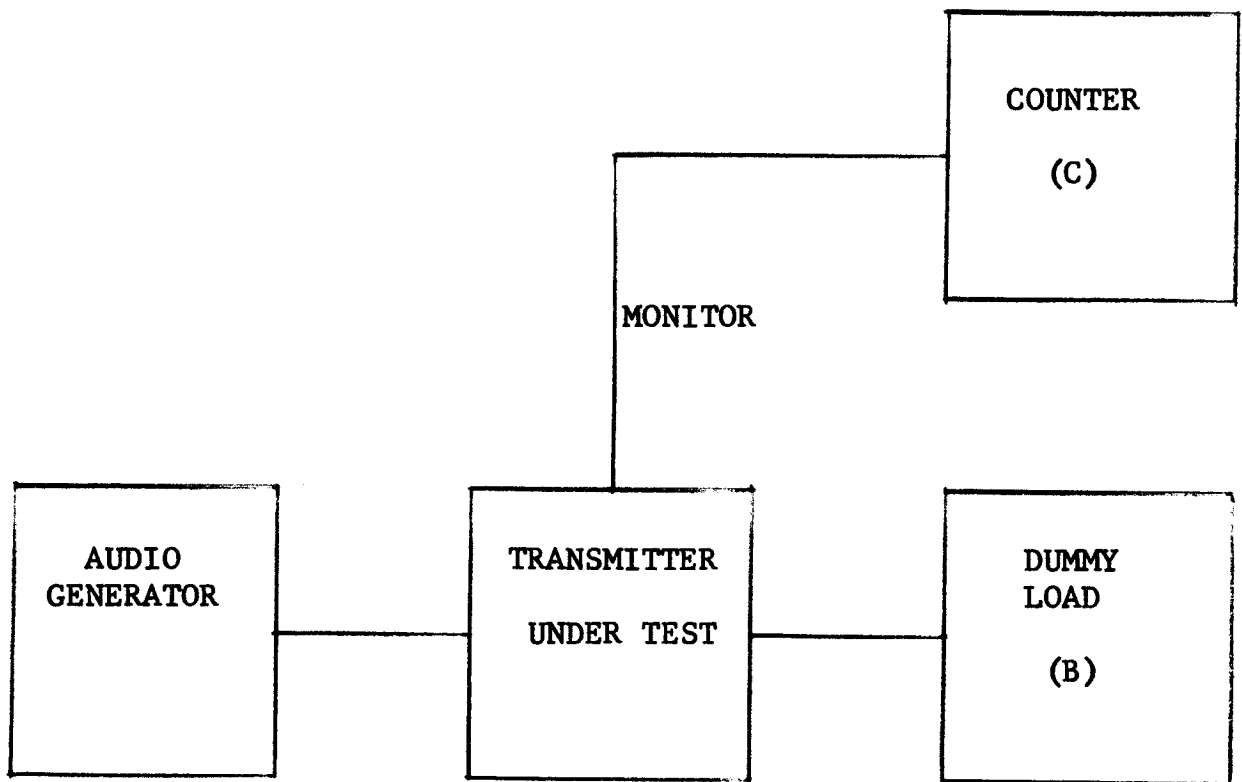 COUNTER
(C)
MONITOR
AUDIO
GENERATOR
TRANSMITTER
UNDER TEST
DUMMY
LOAD
(B)